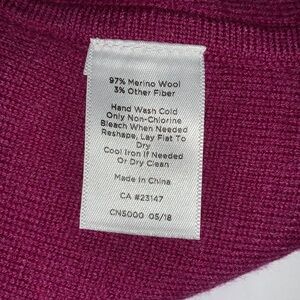 97% Merino Wool
3% Other Fiber
Hand Wash Cold
Only Non-Chlorine
Bleach When Needed
Reshape, Lay Flat To
Dry
Cool Iron If Needed
Or Dry Clean
Made in China
CA #23147
CN5000 05/18